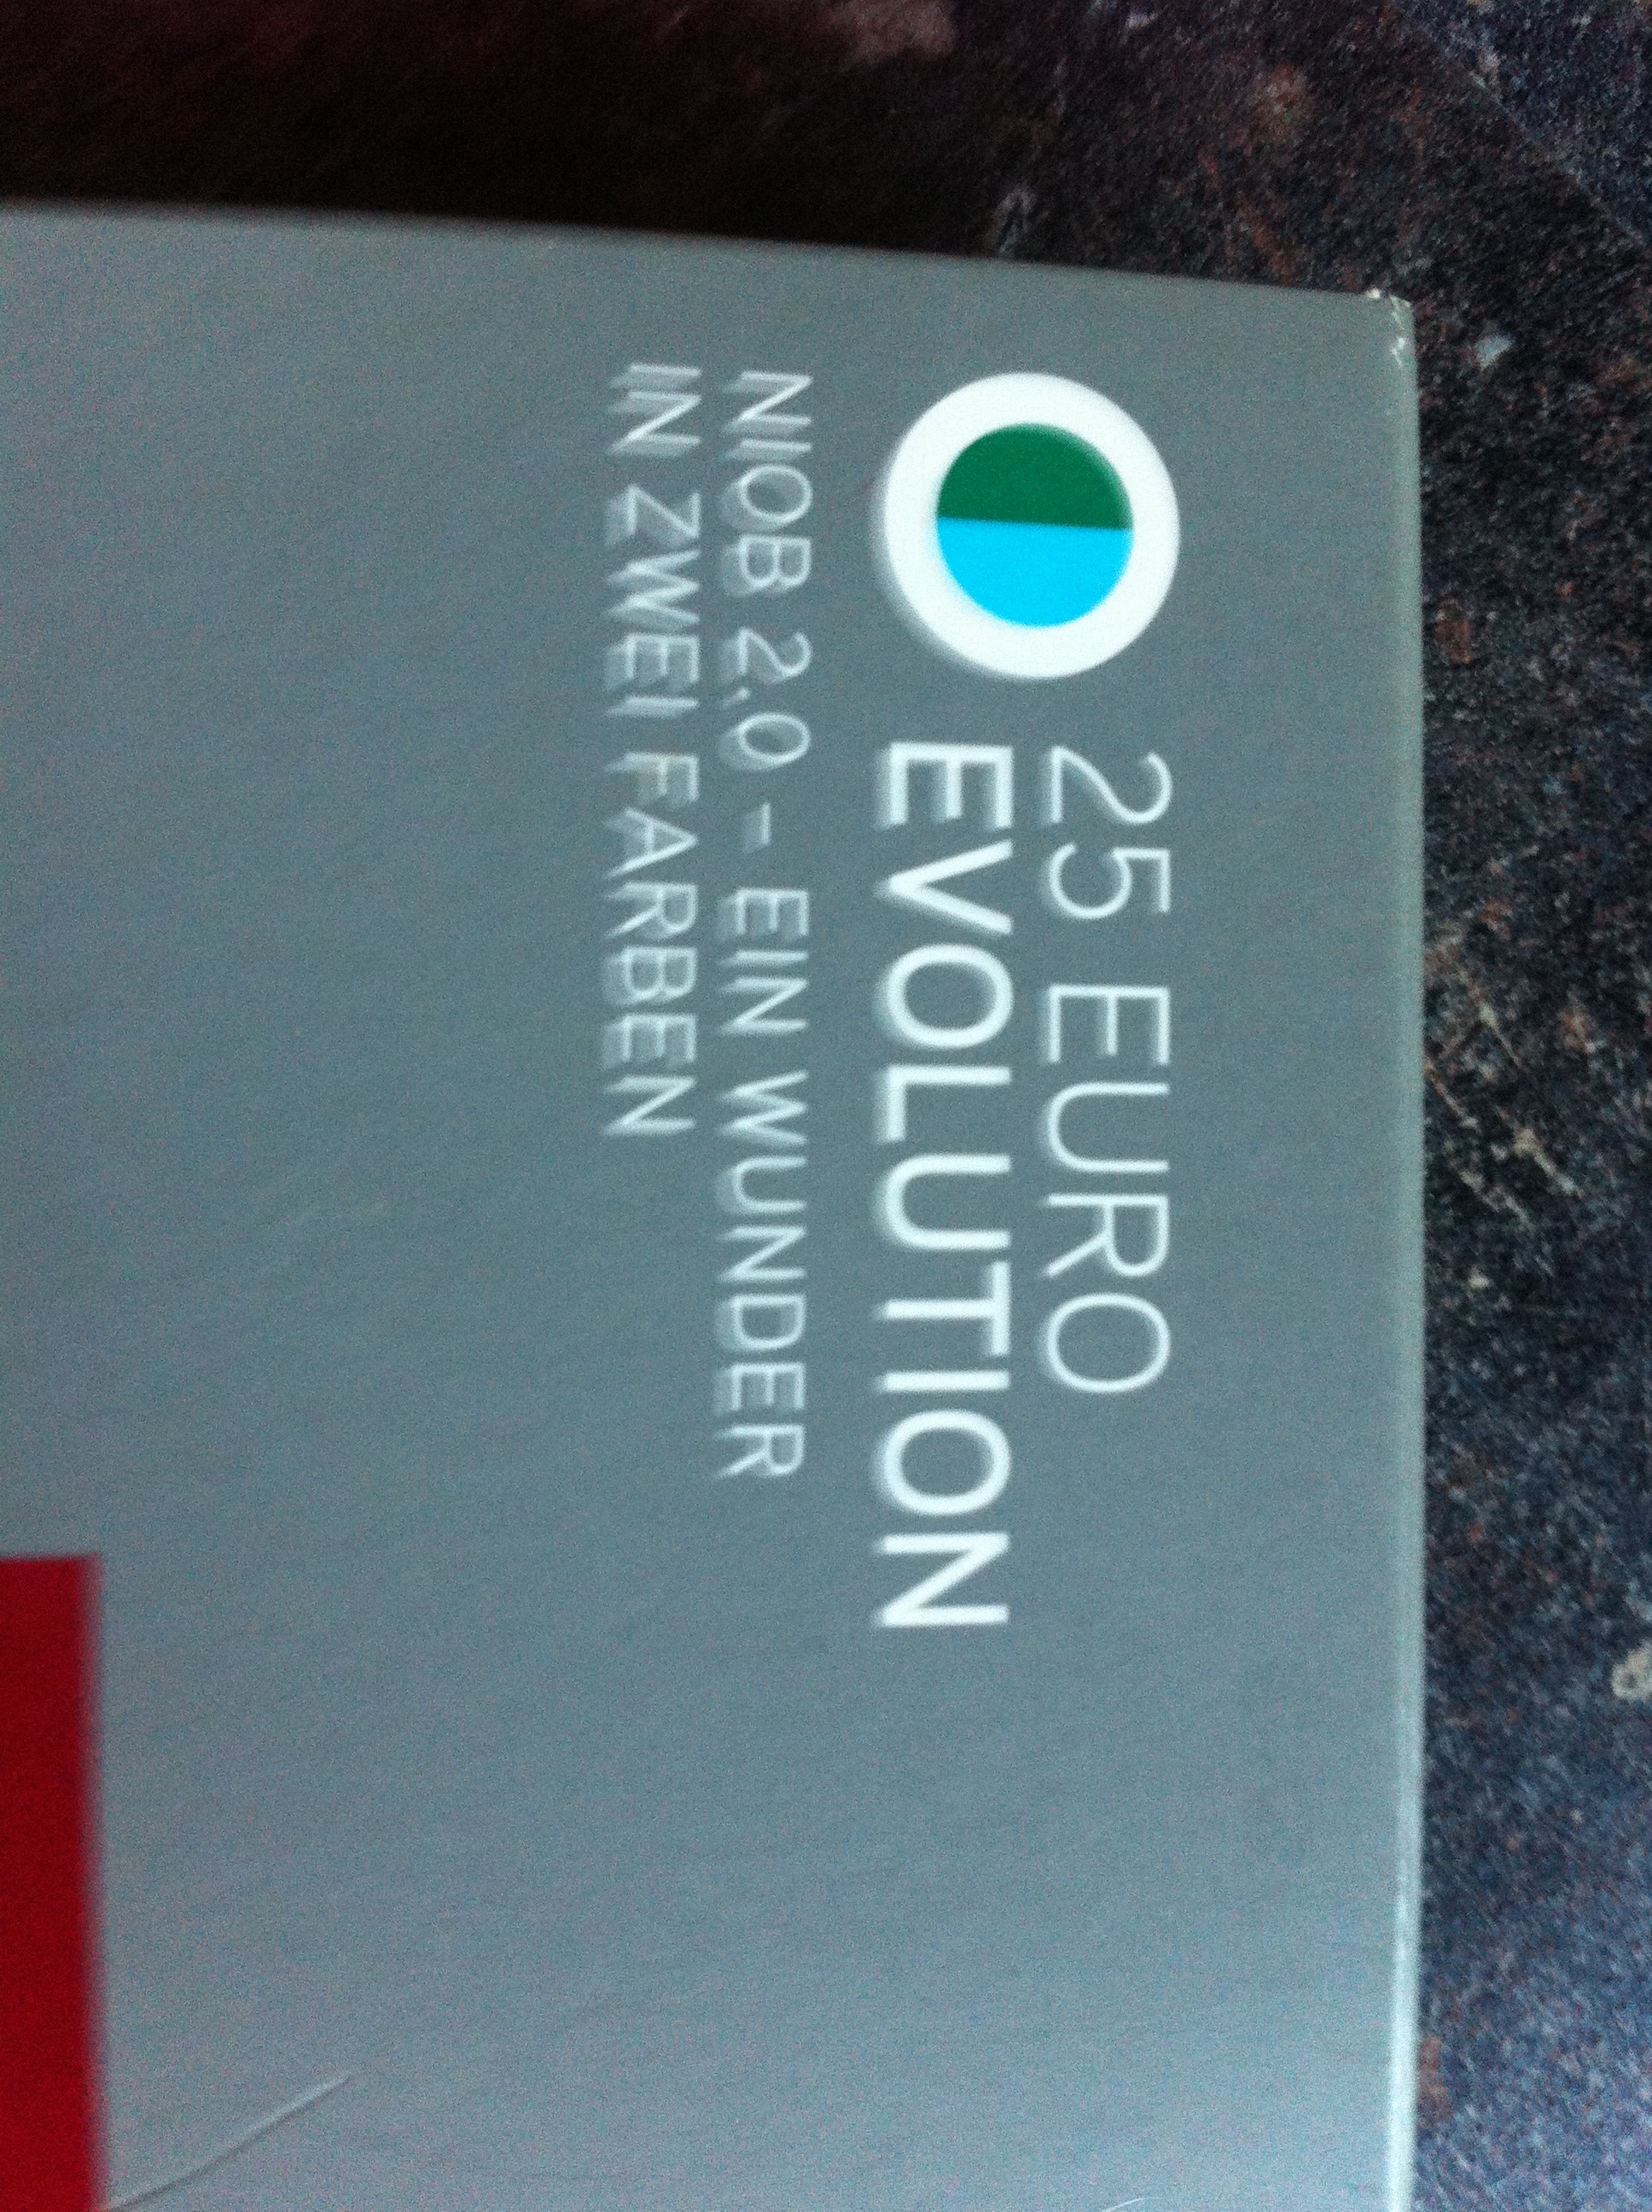 25 EURO
EVOLUTION
NIOB 2,0 - EIN WUNDER
IN ZWEI FARBEN